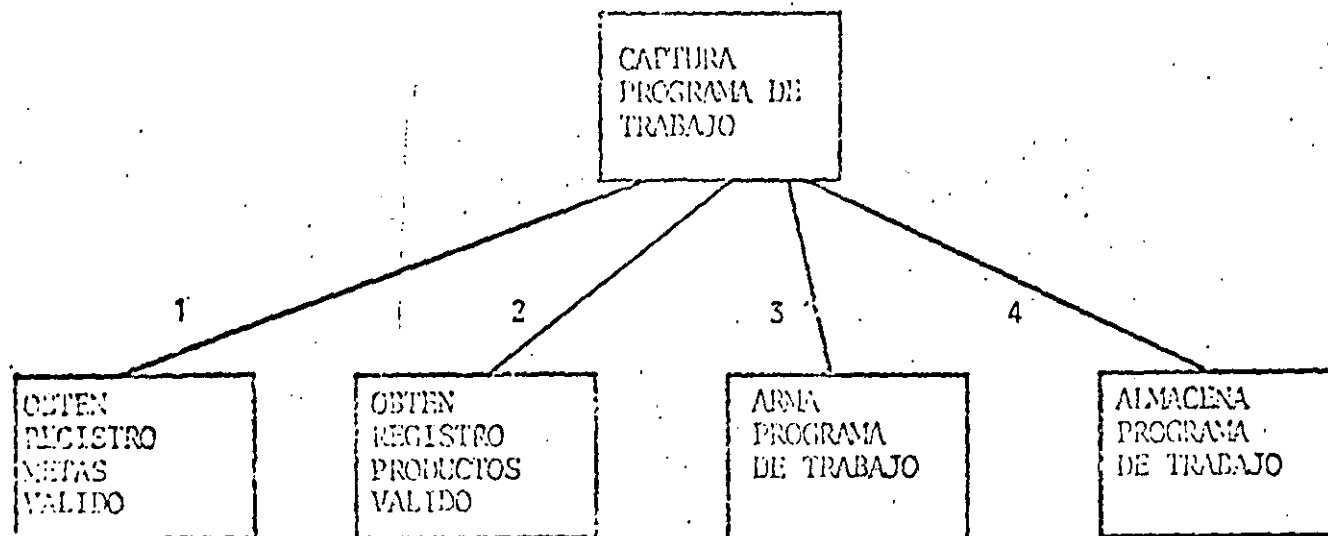 CAPTURA
PROGRAMA DE
TRABAJO
1
2
3
4
OBTEN
REGISTRO
METAS
VALIDO
OBTEN
REGISTRO
PRODUCTOS
VALIDO
ARMA
PROGRAMA
DE TRABAJO
ALMACENA
PROGRAMA
DE TRABAJO